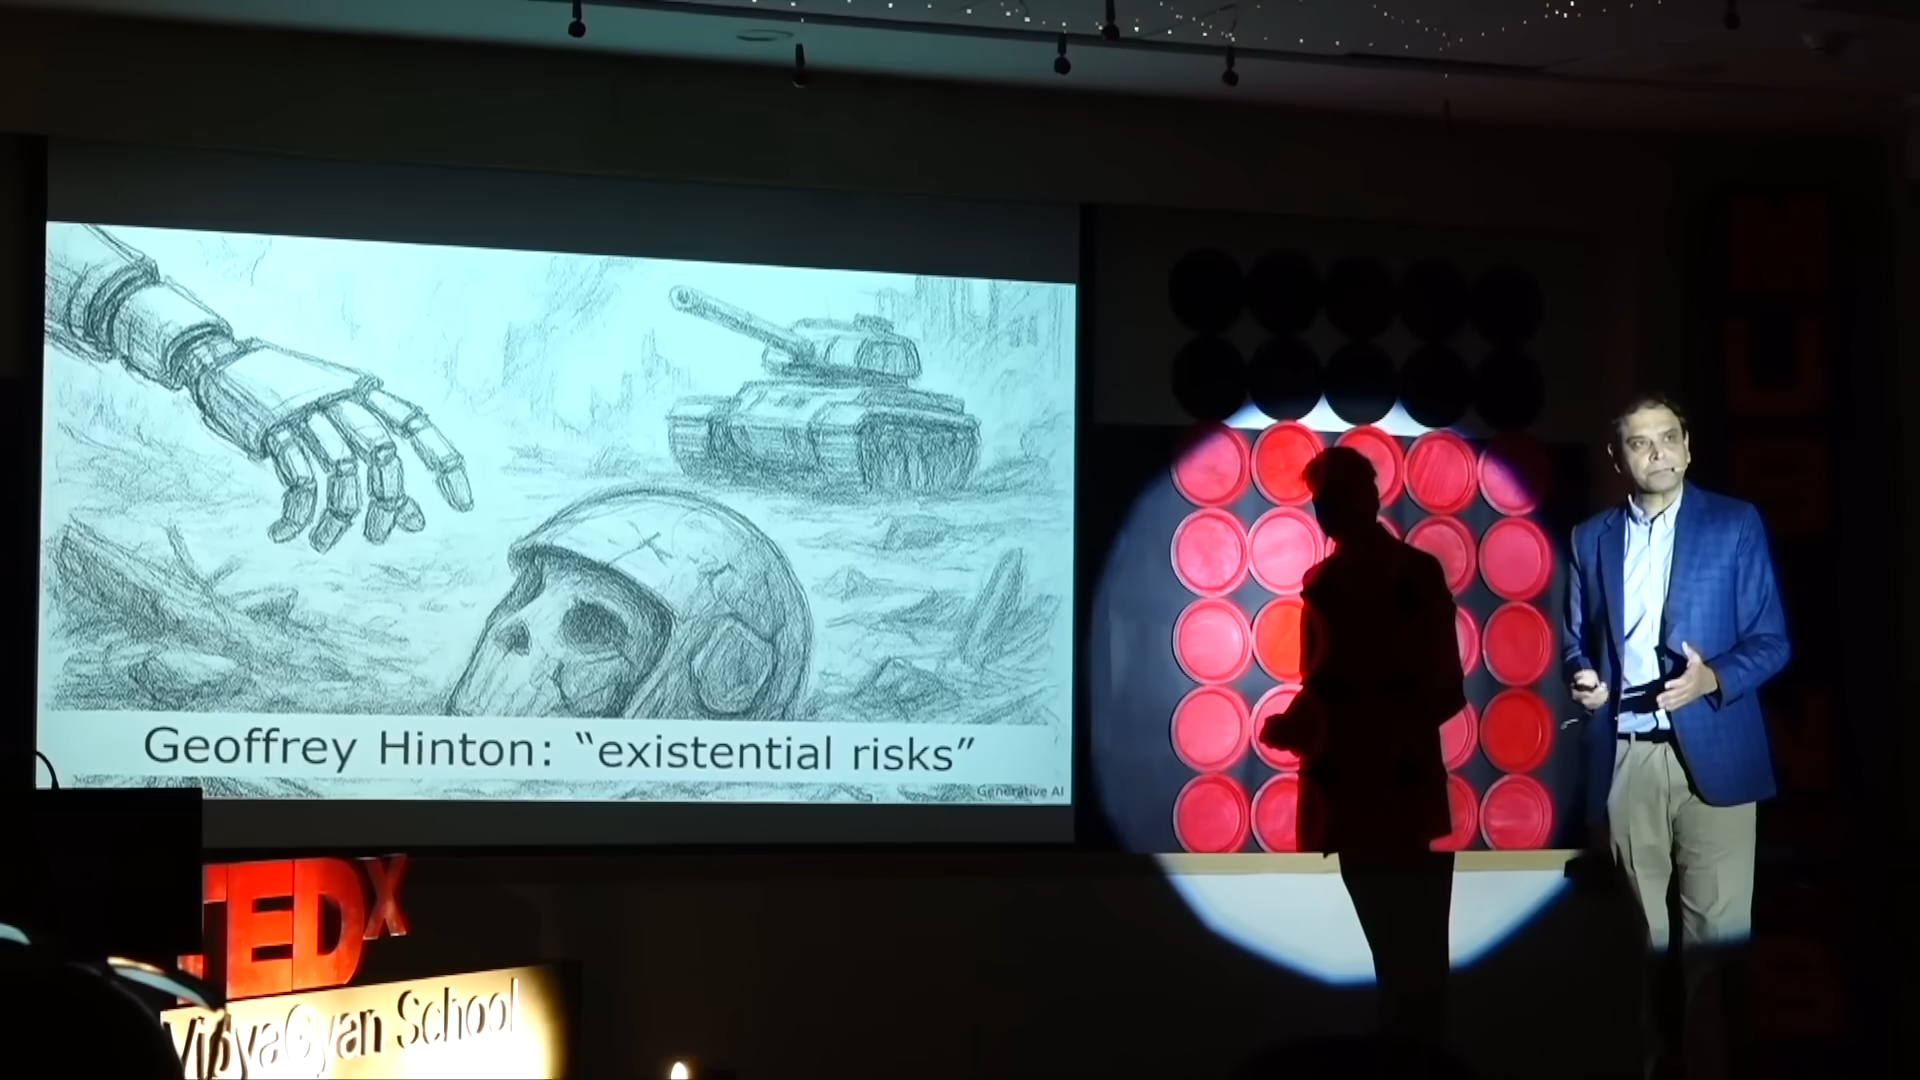 Geoffrey Hinton: “existential risks”
Generative AI
TEDx
VidyaGyan School